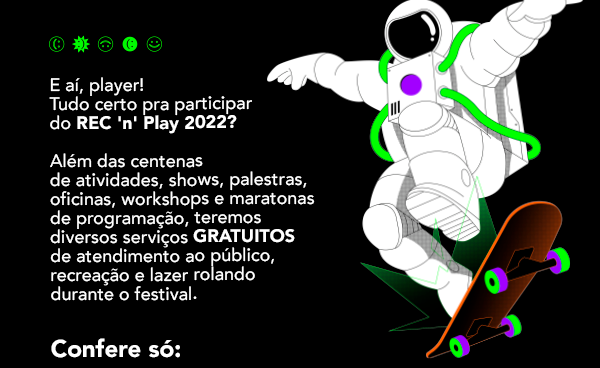 E aí, player!
Tudo certo pra participar
do REC 'n' Play 2022?
Além das centenas
de atividades, shows, palestras,
oficinas, workshops e maratonas
de programação, teremos
diversos serviços GRATUITOS
de atendimento ao público,
recreação e lazer rolando
durante o festival.
Confere só: